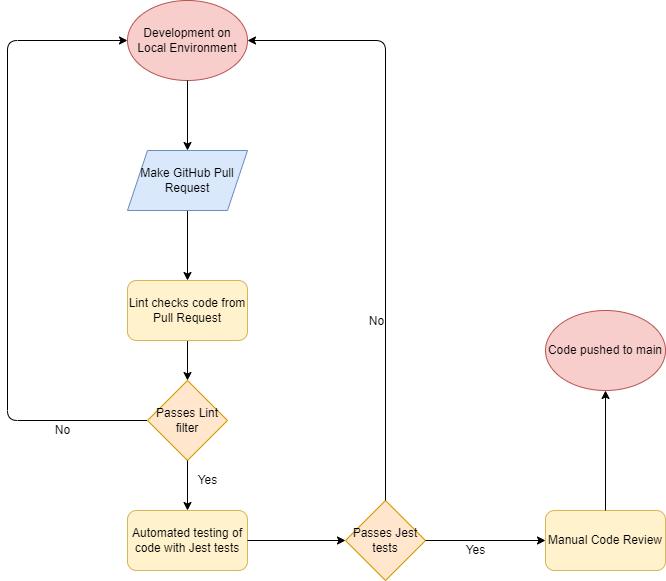 Development on
Local Environment
Make GitHub Pull
Request
Lint checks code from
Pull Request
Passes Lint
filter
No
Yes
Automated testing of
code with Jest tests
Passes Jest
tests
No
Yes
Manual Code Review
Code pushed to main